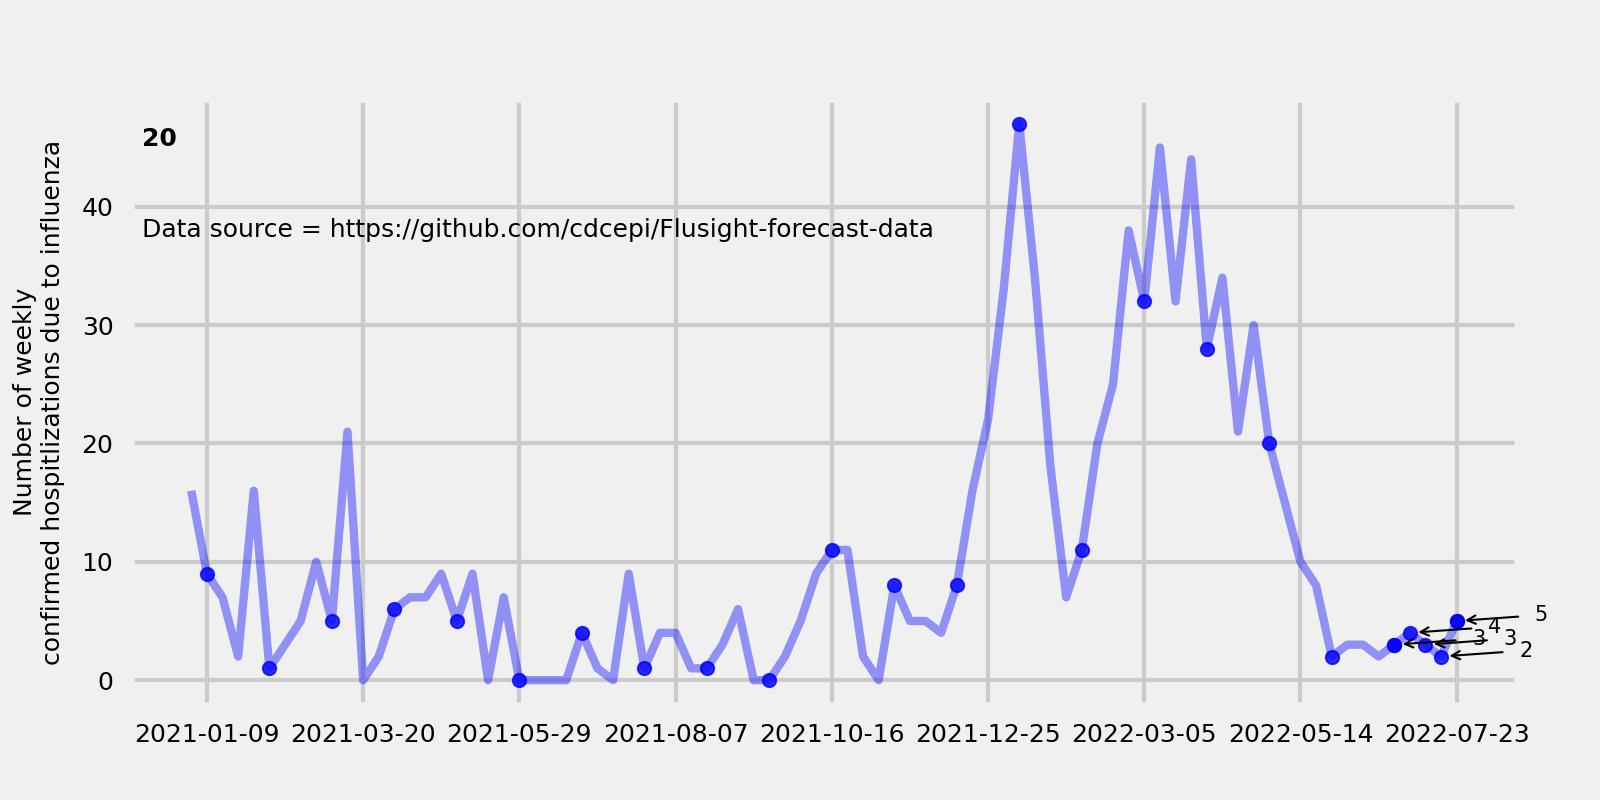 20
Data source = https://github.com/cdcepi/Flusight-forecast-data
Number of weekly
confirmed hospitlizations due to influenza
40
30
20
10
0
5
4
3
3
2
2021-01-09 2021-03-20 2021-05-29 2021-08-07 2021-10-16 2021-12-25 2022-03-05 2022-05-14 2022-07-23